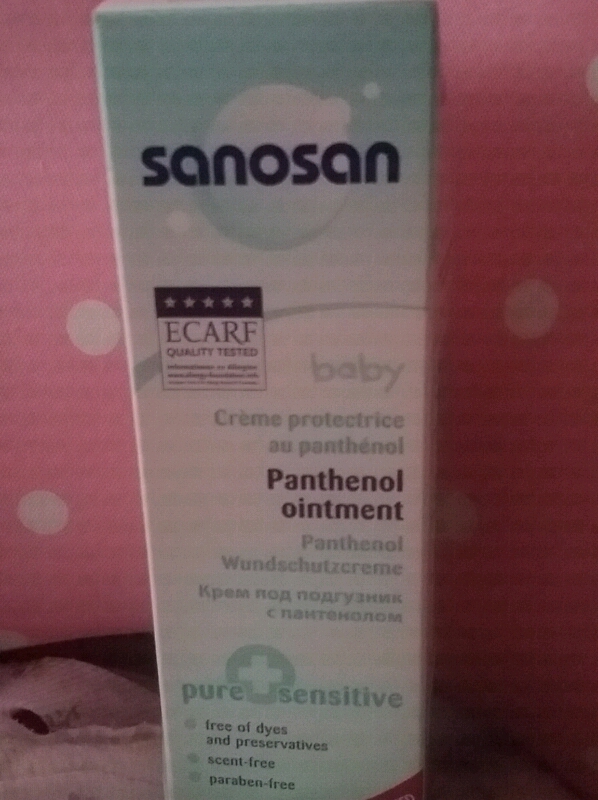 sanosan
ECARF
QUALITY TESTED
baby
Crème protectrice
au panthénol
Panthenol
ointment
Panthenol
Wundschutzcreme
Крем под подгузник
с пантенолом
pure sensitive
free of dyes
and preservatives
scent-free
paraben-free